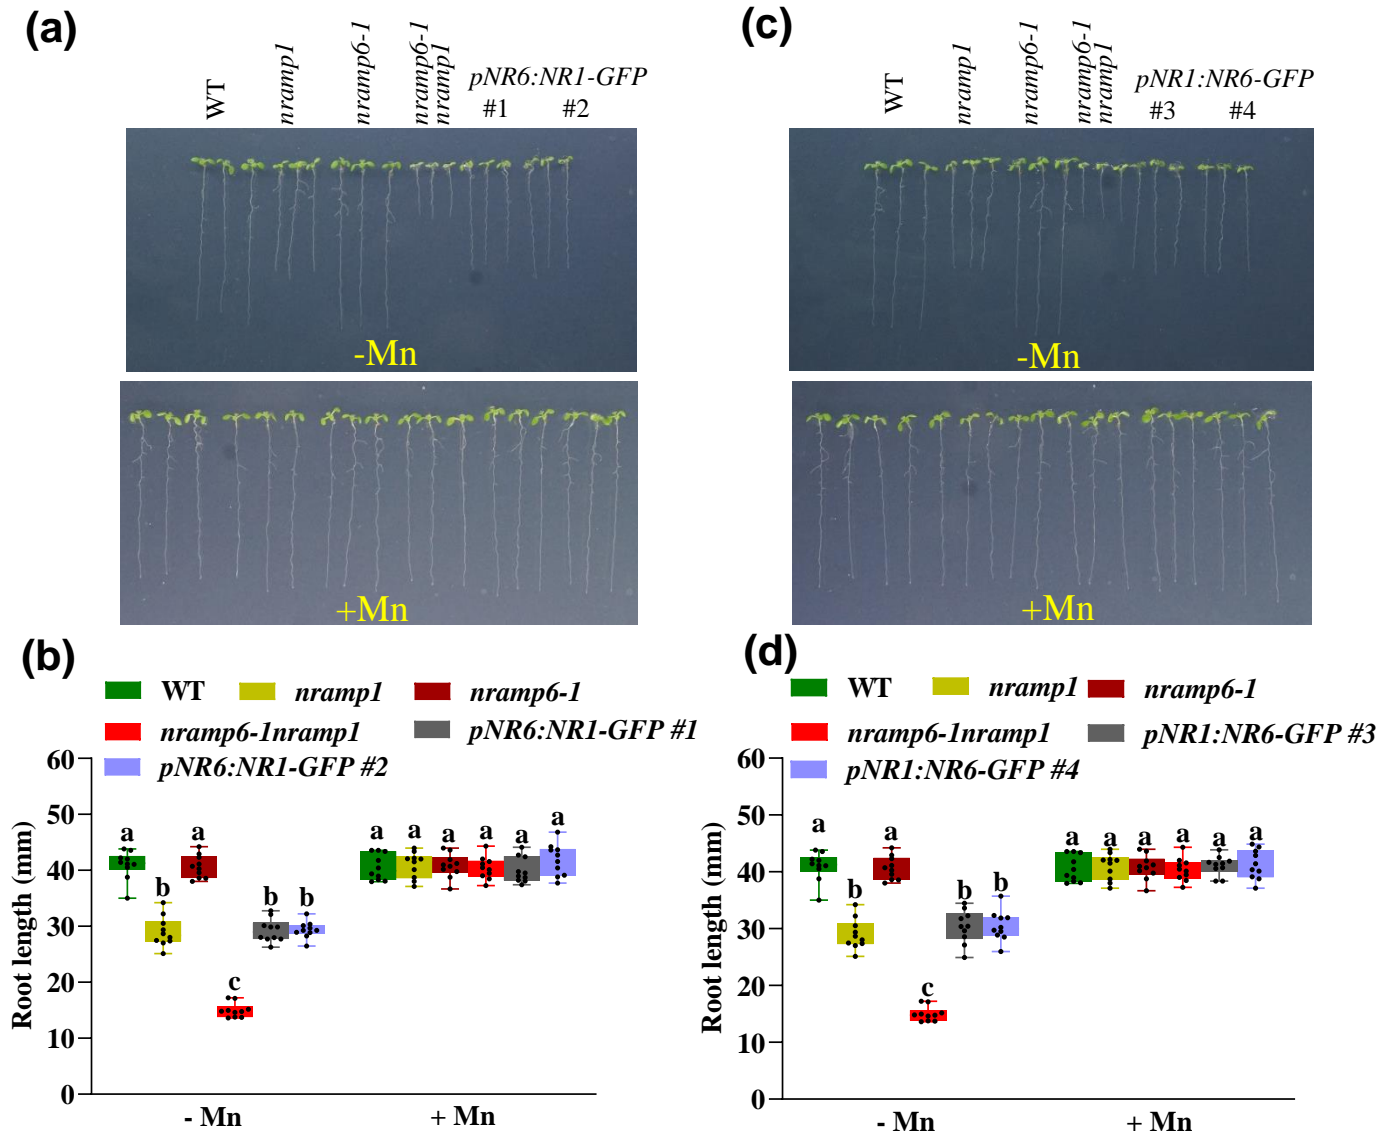 (a)
WT
nramp1
nramp6-1
nramp6-1
nramp1
pNR6:NR1-GFP
#1 #2
-Mn
+Mn
(c)
WT
nramp1
nramp6-1
nramp6-1
nramp1
pNR1:NR6-GFP
#3 #4
-Mn
+Mn
(b)
WT nramp1 nramp6-1
nramp6-1nramp1 pNR6:NR1-GFP #1
pNR6:NR1-GFP #2
Root length (mm)
60
50
40
30
20
10
0
a b a c b b
a a a a a a
- Mn + Mn
(d)
WT nramp1 nramp6-1
nramp6-1nramp1 pNR1:NR6-GFP #3
pNR1:NR6-GFP #4
Root length (mm)
60
50
40
30
20
10
0
a b a c b b
a a a a a a
- Mn + Mn